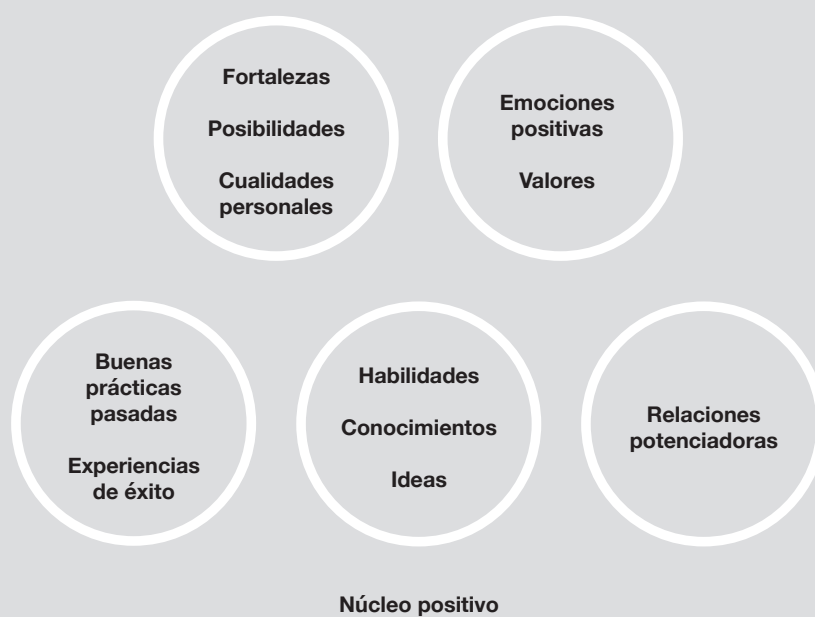 Fortalezas
Posibilidades
Cualidades
personales
Emociones
positivas
Valores
Buenas
prácticas
pasadas
Experiencias
de éxito
Habilidades
Conocimientos
Ideas
Relaciones
potenciadoras
Núcleo positivo